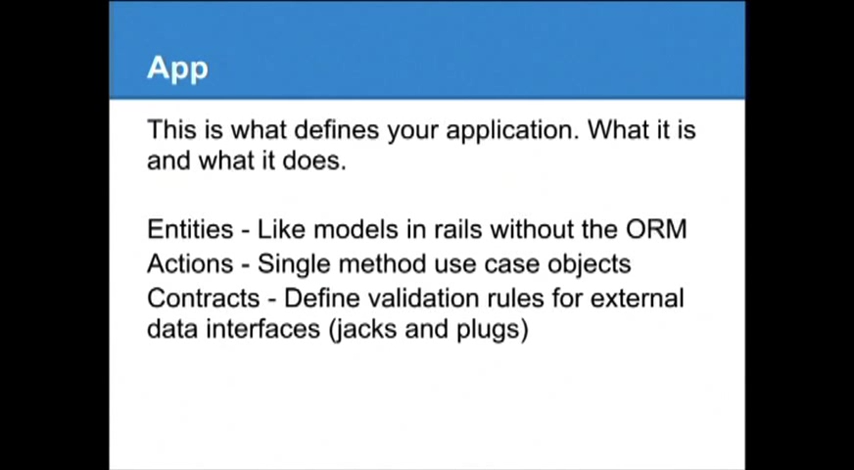 App
This is what defines your application. What it is
and what it does.
Entities - Like models in rails without the ORM
Actions - Single method use case objects
Contracts - Define validation rules for external
data interfaces (jacks and plugs)